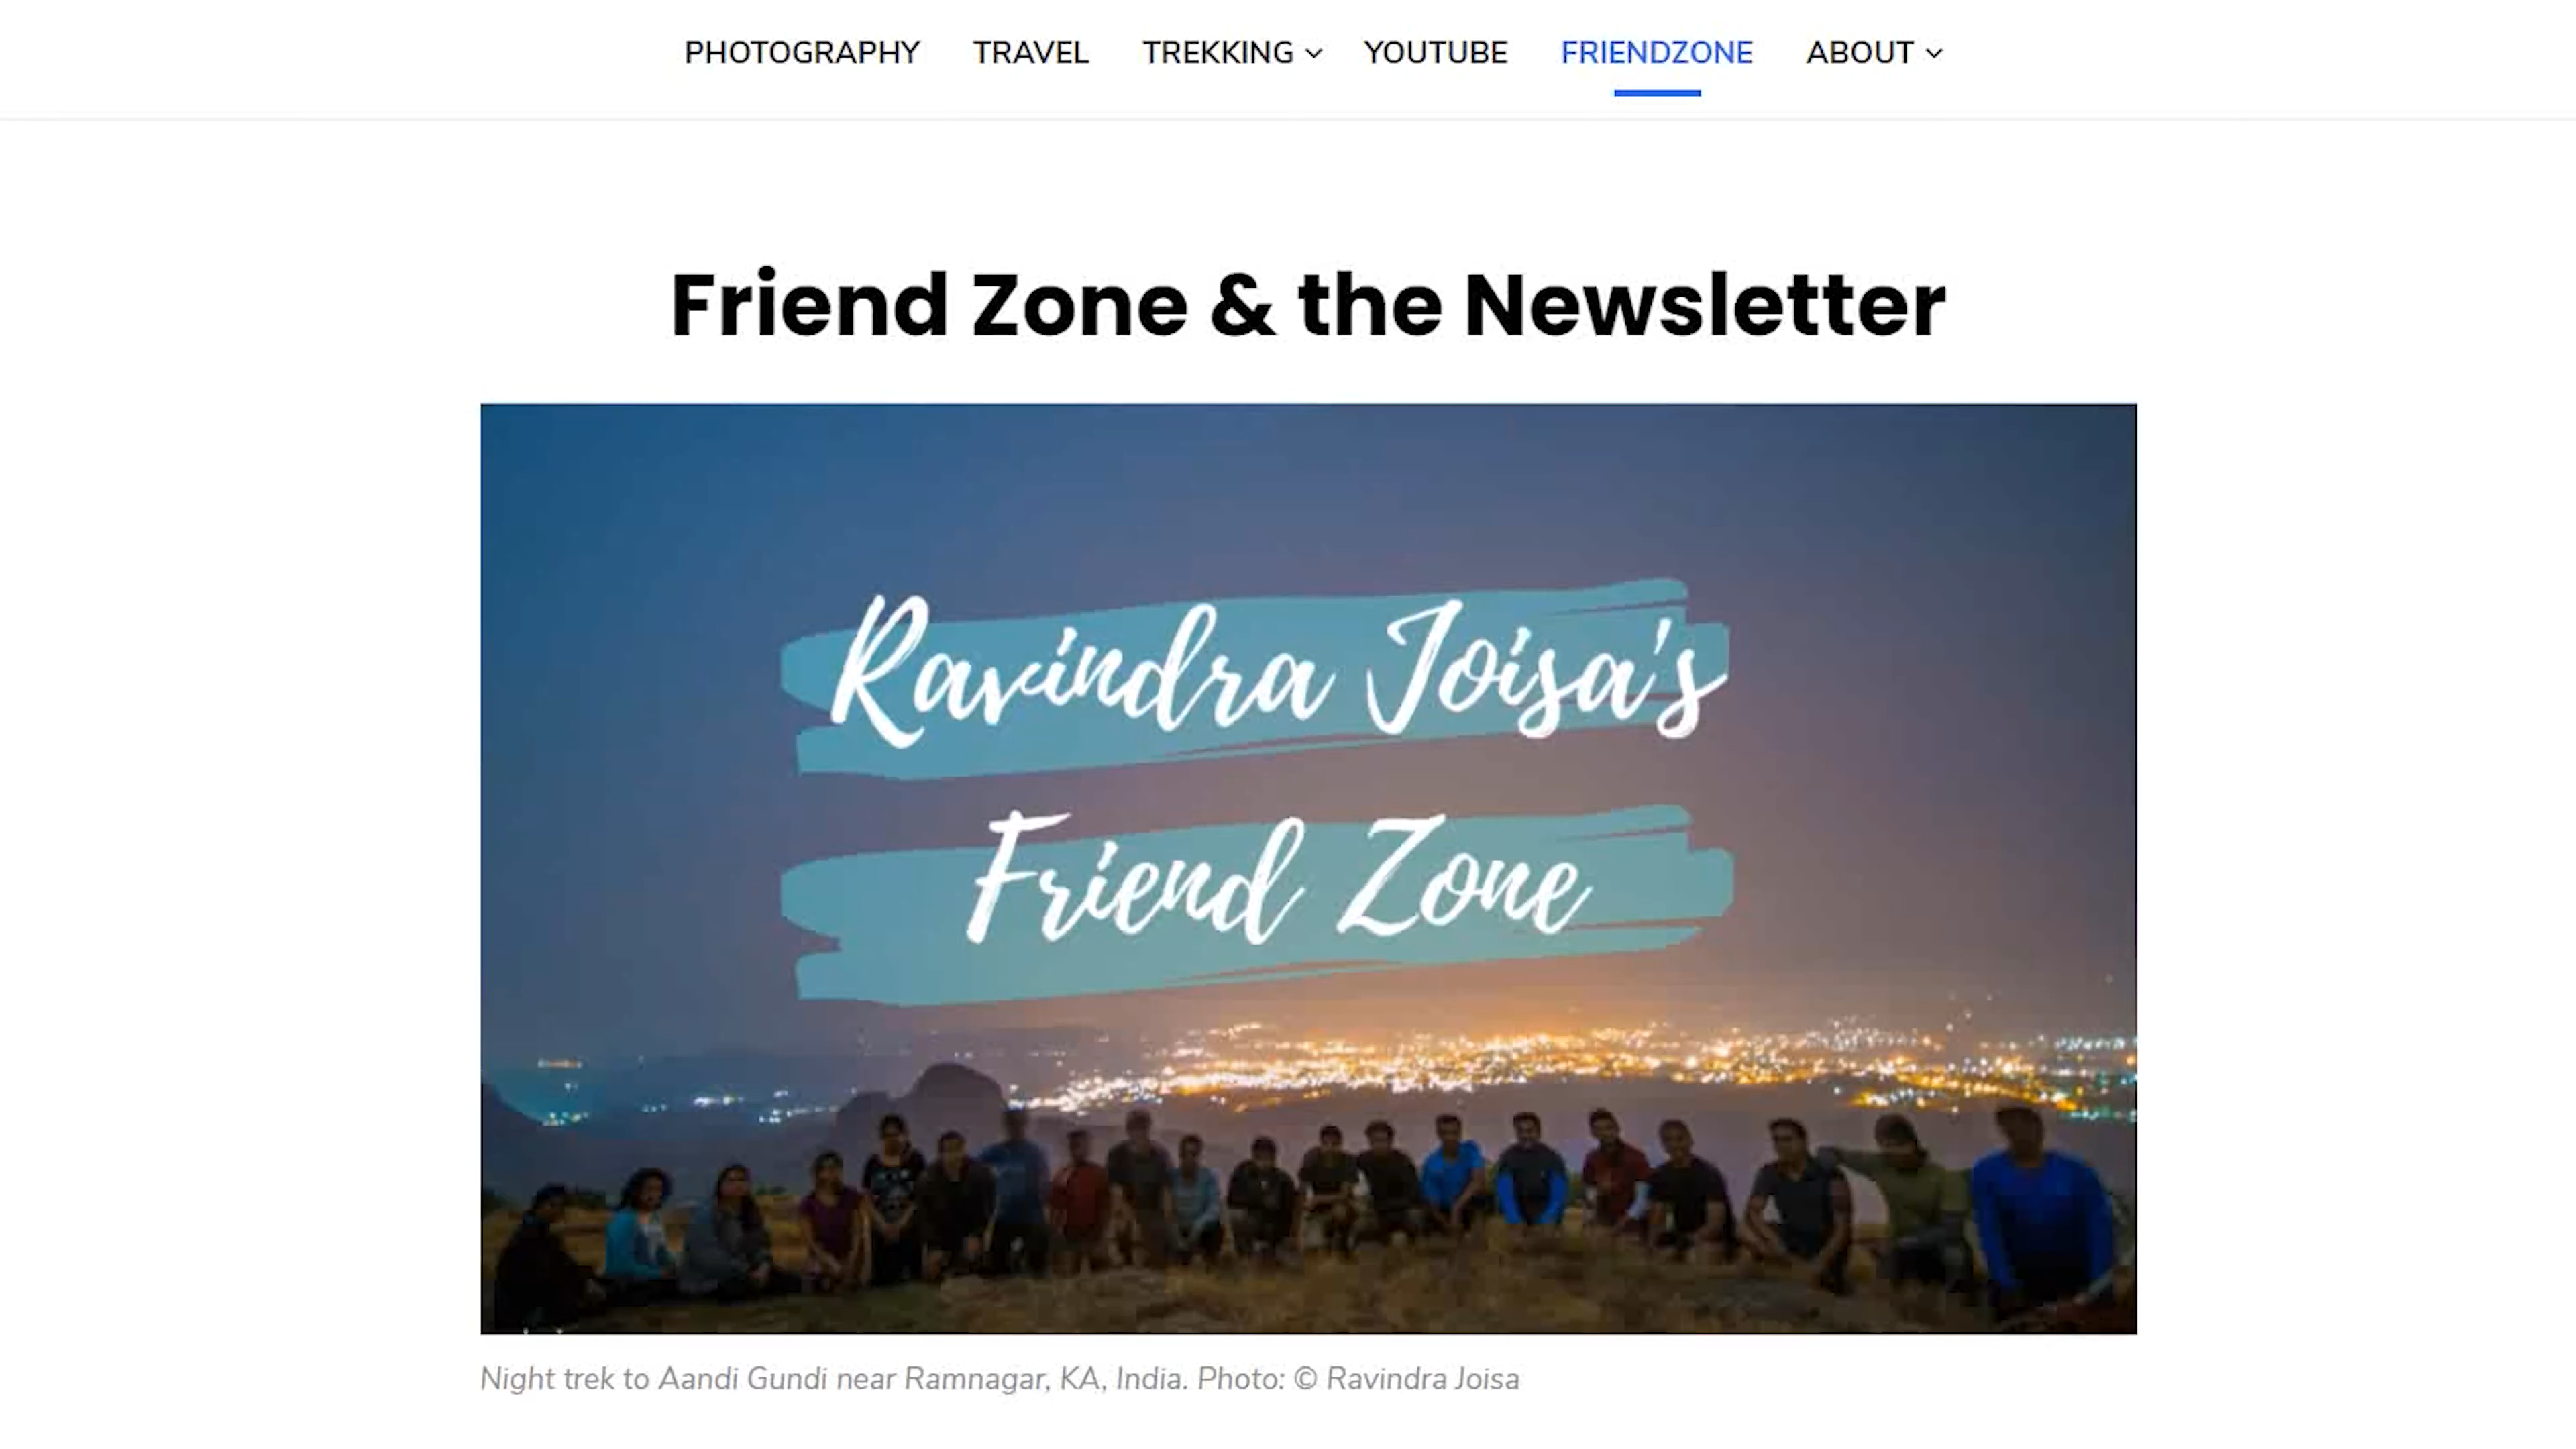 PHOTOGRAPHY TRAVEL TREKKING YOUTUBE FRIENDZONE ABOUT
Friend Zone & the Newsletter
Ravindra Joisa's
Friend Zone
Night trek to Aandi Gundi near Ramnagar, KA, India. Photo: © Ravindra Joisa